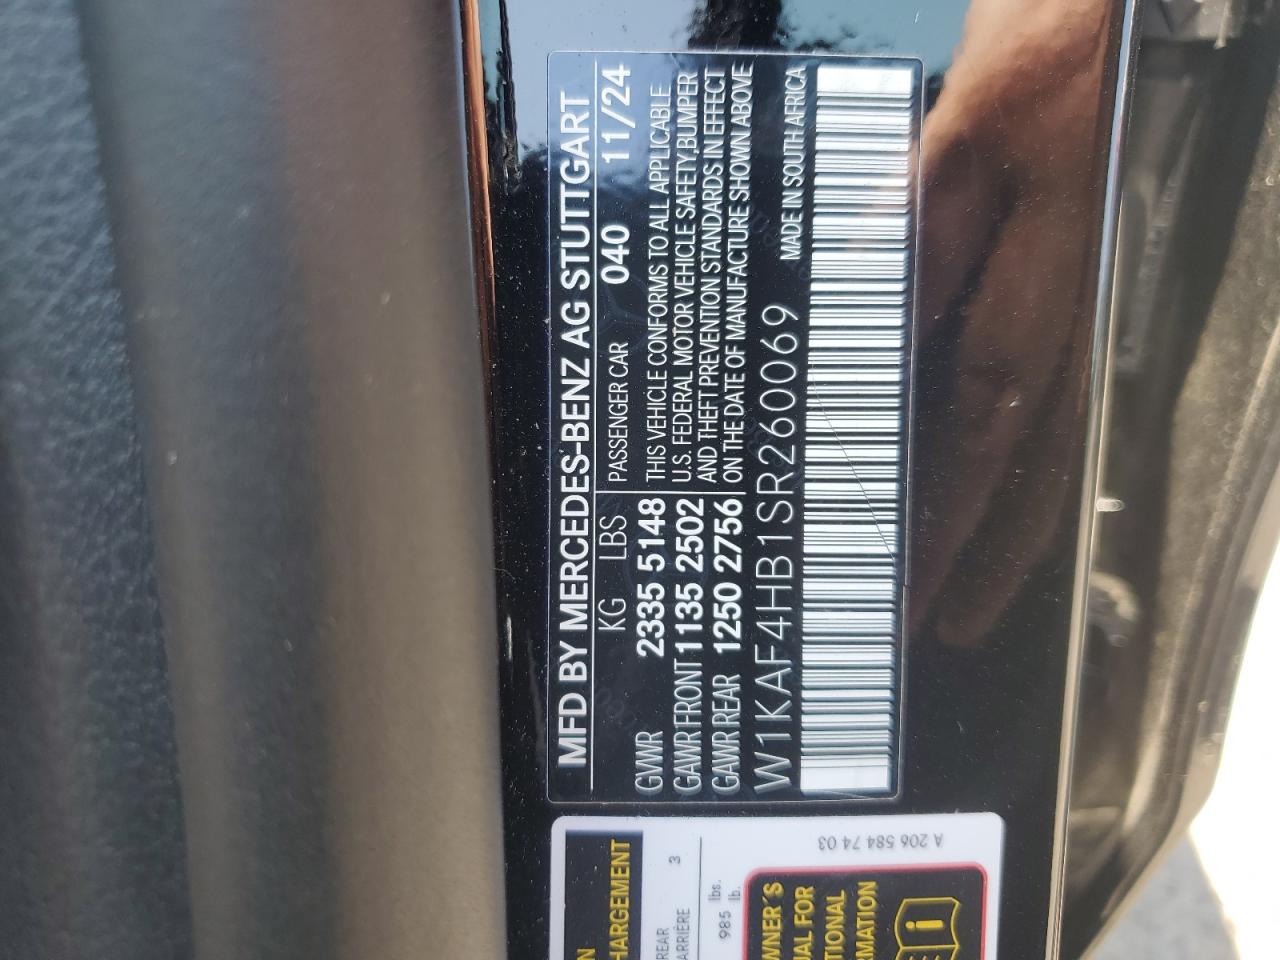 MFD BY MERCEDES-BENZ AG STUTTGART
KG LBS PASSENGER CAR 040 11/24
GVWR 2335 5148 THIS VEHICLE CONFORMS TO ALL APPLICABLE
GAWR FRONT 1135 2502 U.S. FEDERAL MOTOR VEHICLE SAFETY,BUMPER
AND THEFT PREVENTION STANDARDS IN EFFECT
GAWR REAR 1250 2756 ON THE DATE OF MANUFACTURE SHOWN ABOVE
W1KAF4HB1SR260069 MADE IN SOUTH AFRICA
HARGEMENT
REAR 3
ARRIÈRE
985 lbs.
lb.
WNER'S
UAL FOR
TIONAL
RMATION
i
A 206 584 74 03